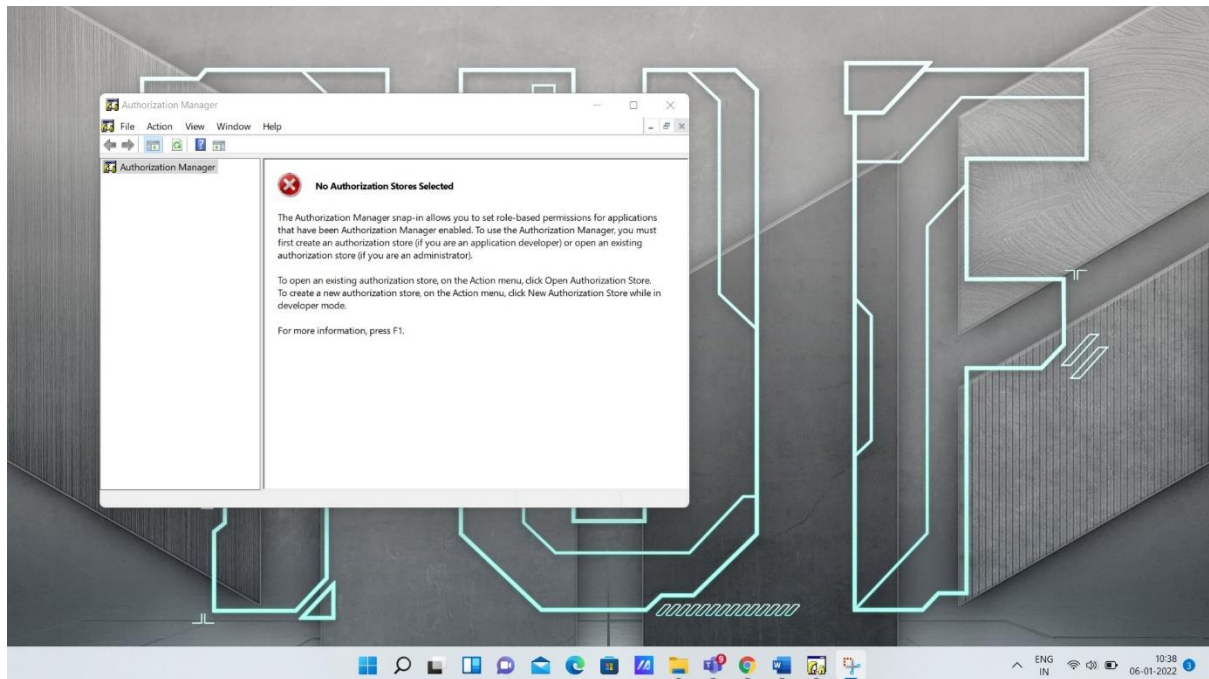 Authorization Manager
File Action View Window Help
Authorization Manager
No Authorization Stores Selected
The Authorization Manager snap-in allows you to set role-based permissions for applications
that have been Authorization Manager enabled. To use the Authorization Manager, you must
first create an authorization store (if you are an application developer) or open an existing
authorization store (if you are an administrator).
To open an existing authorization store, on the Action menu, click Open Authorization Store.
To create a new authorization store, on the Action menu, click New Authorization Store while in
developer mode.
For more information, press F1.
9
ENG
IN
10:38
06-01-2022
3